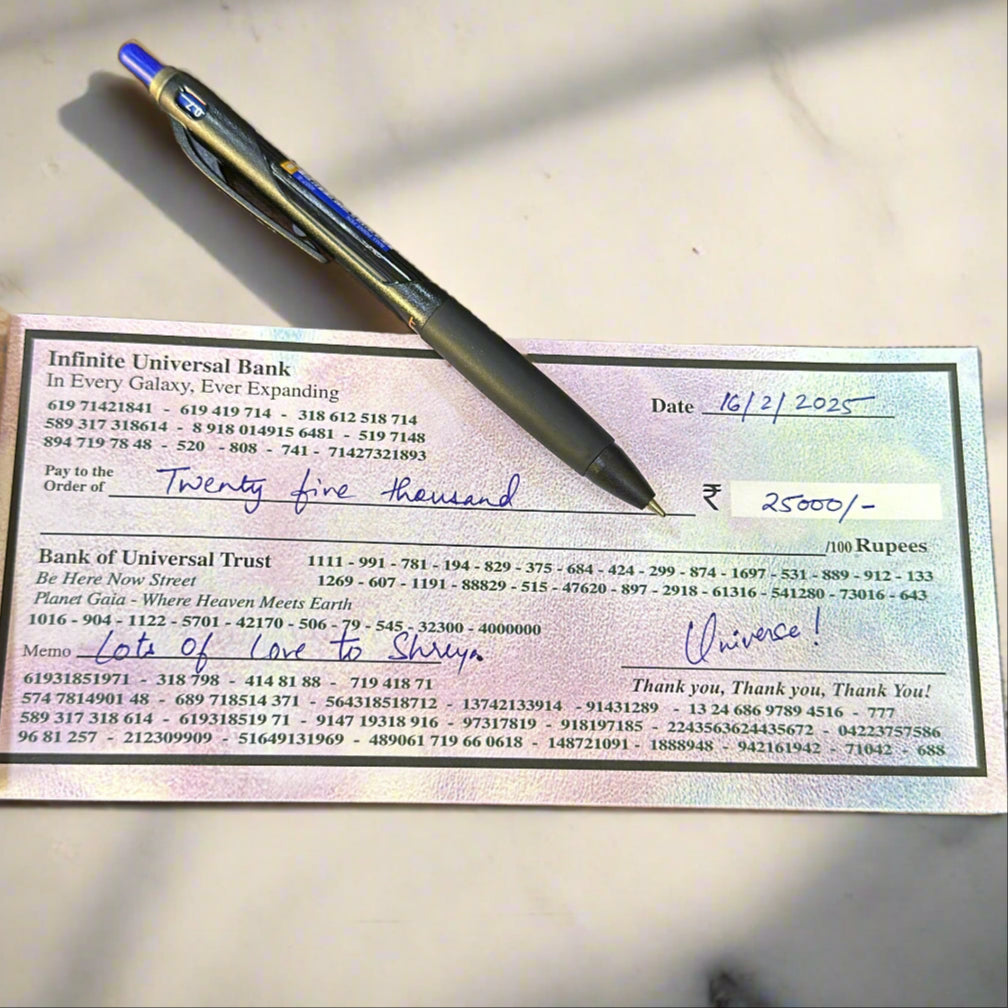 0.7
Infinite Universal Bank
In Every Galaxy, Ever Expanding
619 71421841 - 619 419 714 - 318 612 518 714
589 317 318614 - 8 918 014915 6481 - 519 7148
894 719 78 48 - 520 - 808 - 741 - 71427321893
Date 16/2/2025
Pay to the
Order of Twenty five thousand ₹ 25000/-
/100 Rupees
Bank of Universal Trust 1111 - 991 - 781 - 194 - 829 - 375 - 684 - 424 - 299 - 874 - 1697 - 531 - 889 - 912 - 133
Be Here Now Street 1269 - 607 - 1191 - 88829 - 515 - 47620 - 897 - 2918 - 61316 - 541280 - 73016 - 643
Planet Gaia - Where Heaven Meets Earth
1016 - 904 - 1122 - 5701 - 42170 - 506 - 79 - 545 - 32300 - 4000000
Memo Lots Of love to Shreya.
Universe!
Thank you, Thank you, Thank You!
61931851971 - 318 798 - 414 81 88 - 719 418 71
574 7814901 48 - 689 718514 371 - 564318518712 - 13742133914 - 91431289 - 13 24 686 9789 4516 - 777
589 317 318 614 - 619318519 71 - 9147 19318 916 - 97317819 - 918197185 - 2243563624435672 - 04223757586
96 81 257 - 212309909 - 51649131969 - 489061 719 66 0618 - 148721091 - 1888948 - 942161942 - 71042 - 688